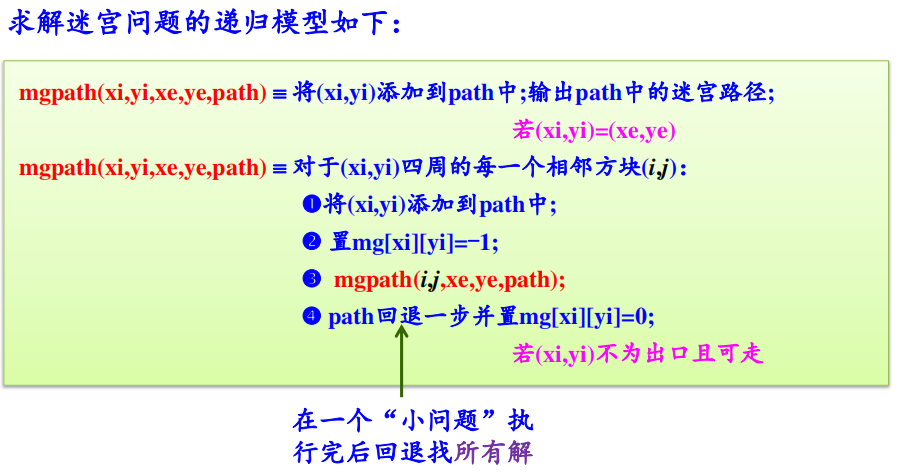 求解迷宫问题的递归模型如下：
mgpath(xi,yi,xe,ye,path) ≡ 将(xi,yi)添加到path中;输出path中的迷宫路径;
若(xi,yi)=(xe,ye)
mgpath(xi,yi,xe,ye,path) ≡ 对于(xi,yi)四周的每一个相邻方块(i,j)：
❶将(xi,yi)添加到path中;
❷ 置mg[xi][yi]=-1;
❸ mgpath(i,j,xe,ye,path);
❹ path回退一步并置mg[xi][yi]=0;
若(xi,yi)不为出口且可走
在一个“小问题”执
行完后回退找所有解